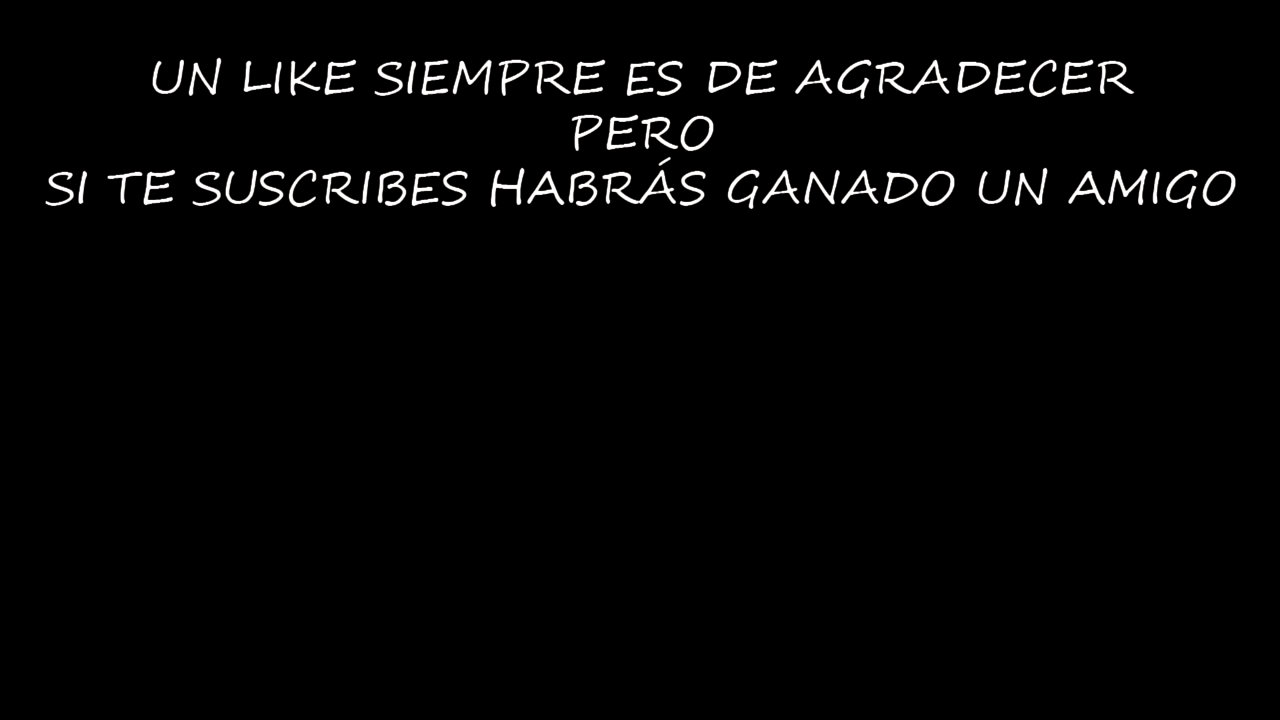 UN LIKE SIEMPRE ES DE AGRADECER
PERO
SI TE SUSCRIBES HABRÁS GANADO UN AMIGO